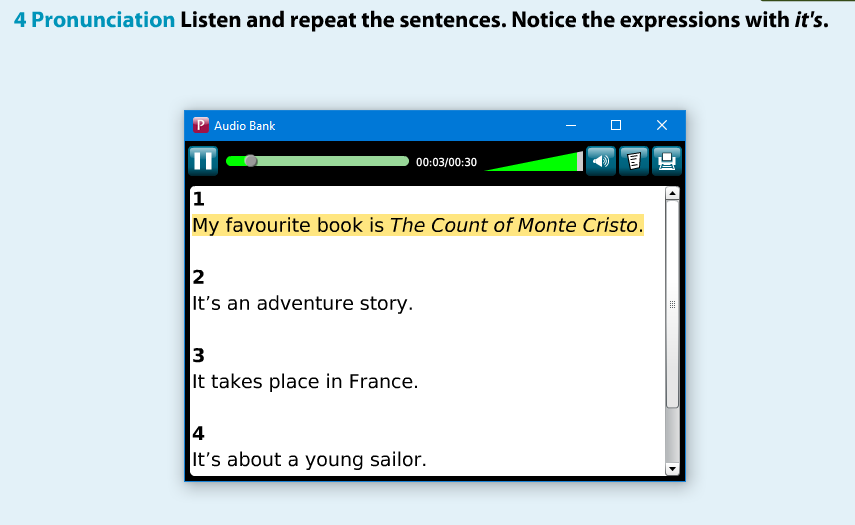 4 Pronunciation Listen and repeat the sentences. Notice the expressions with it's.
P Audio Bank
00:03/00:30
1
My favourite book is The Count of Monte Cristo.
2
It’s an adventure story.
3
It takes place in France.
4
It’s about a young sailor.